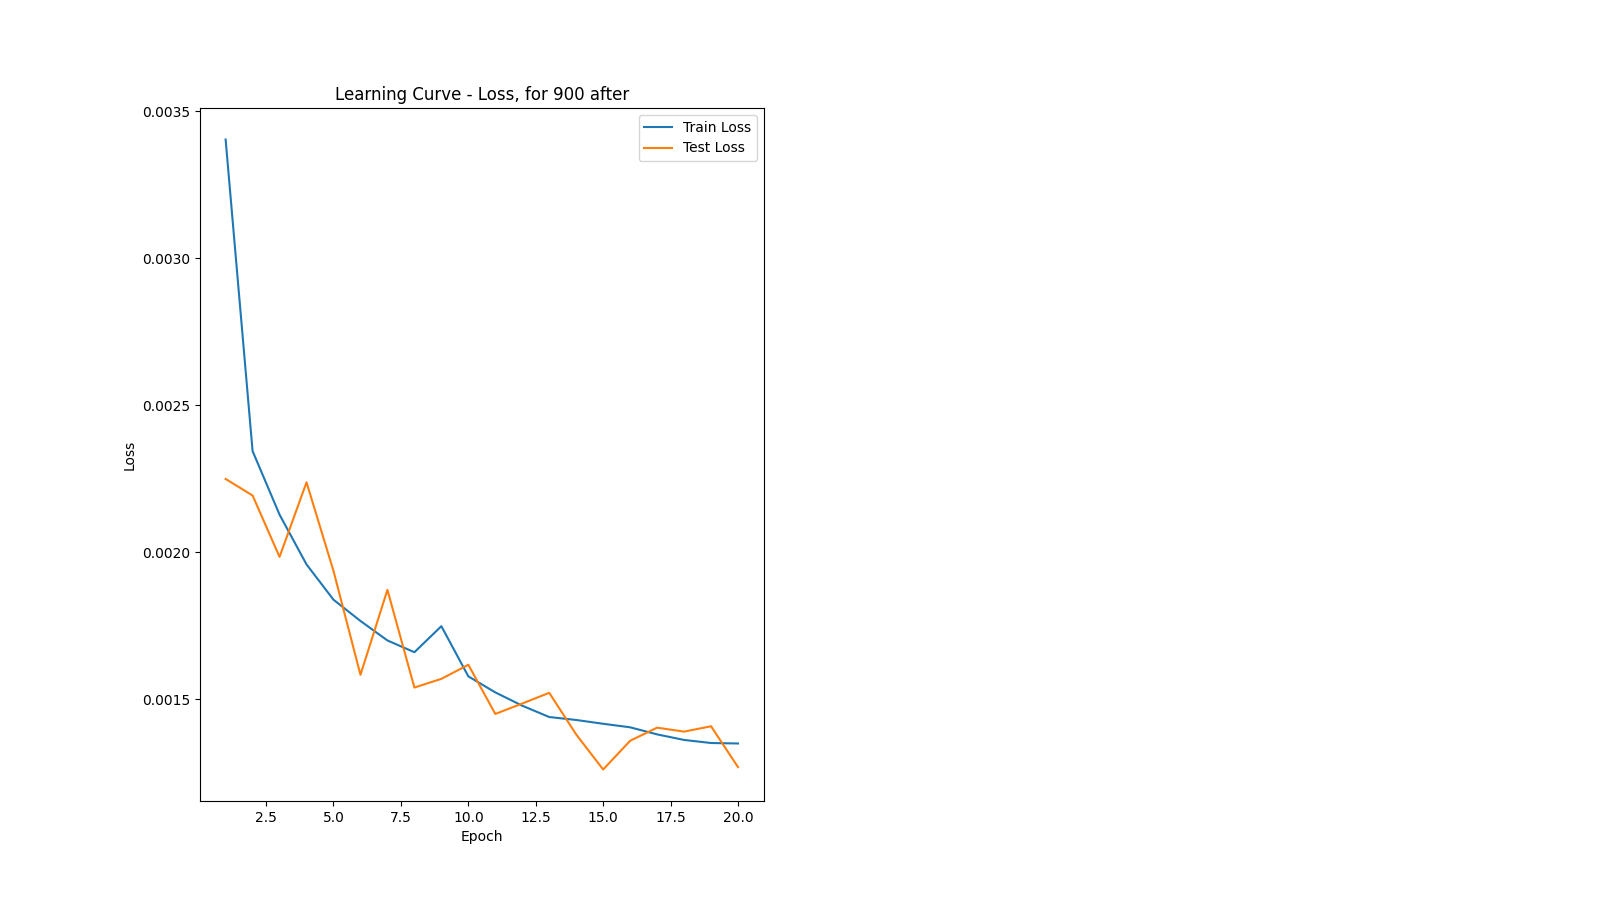 Learning Curve - Loss, for 900 after
Train Loss
Test Loss
0.0035
0.0030
0.0025
0.0020
0.0015
Loss
2.5 5.0 7.5 10.0 12.5 15.0 17.5 20.0
Epoch